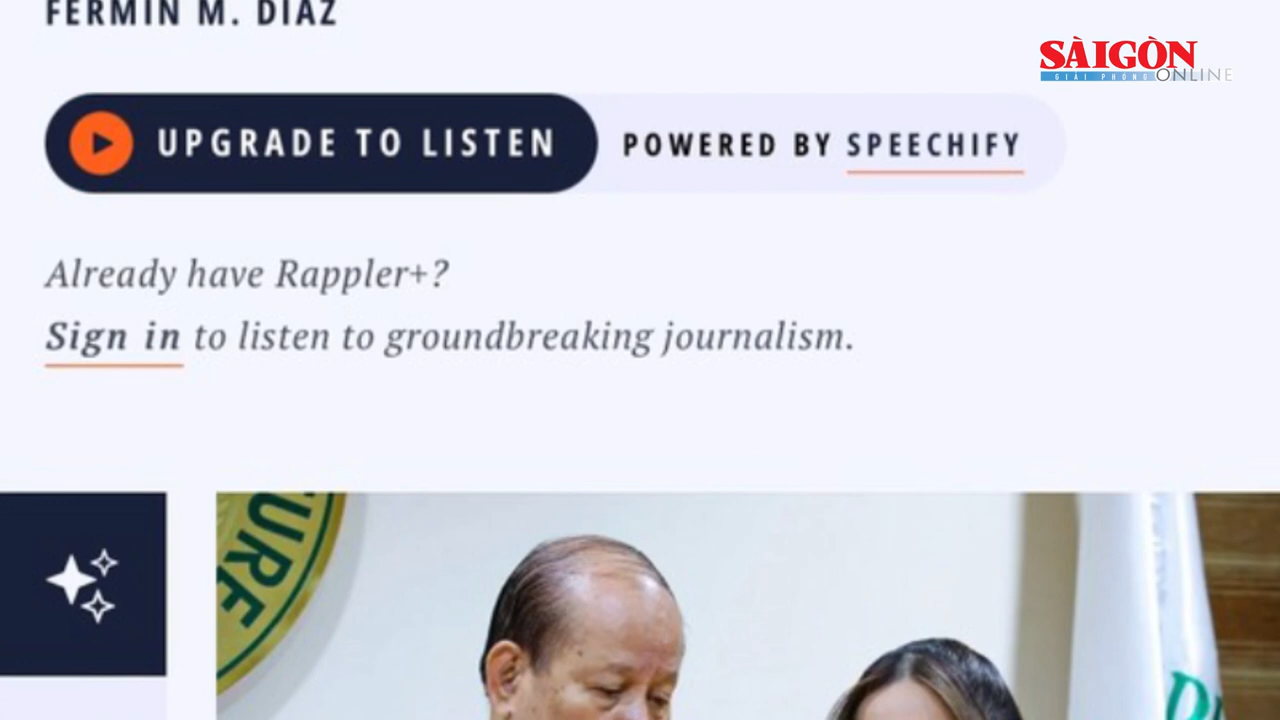 FERMIN M. DIAZ
SÀIGÒN
GIẢI PHÓNG ONLINE
UPGRADE TO LISTEN POWERED BY SPEECHIFY
Already have Rappler+?
Sign in to listen to groundbreaking journalism.
URE